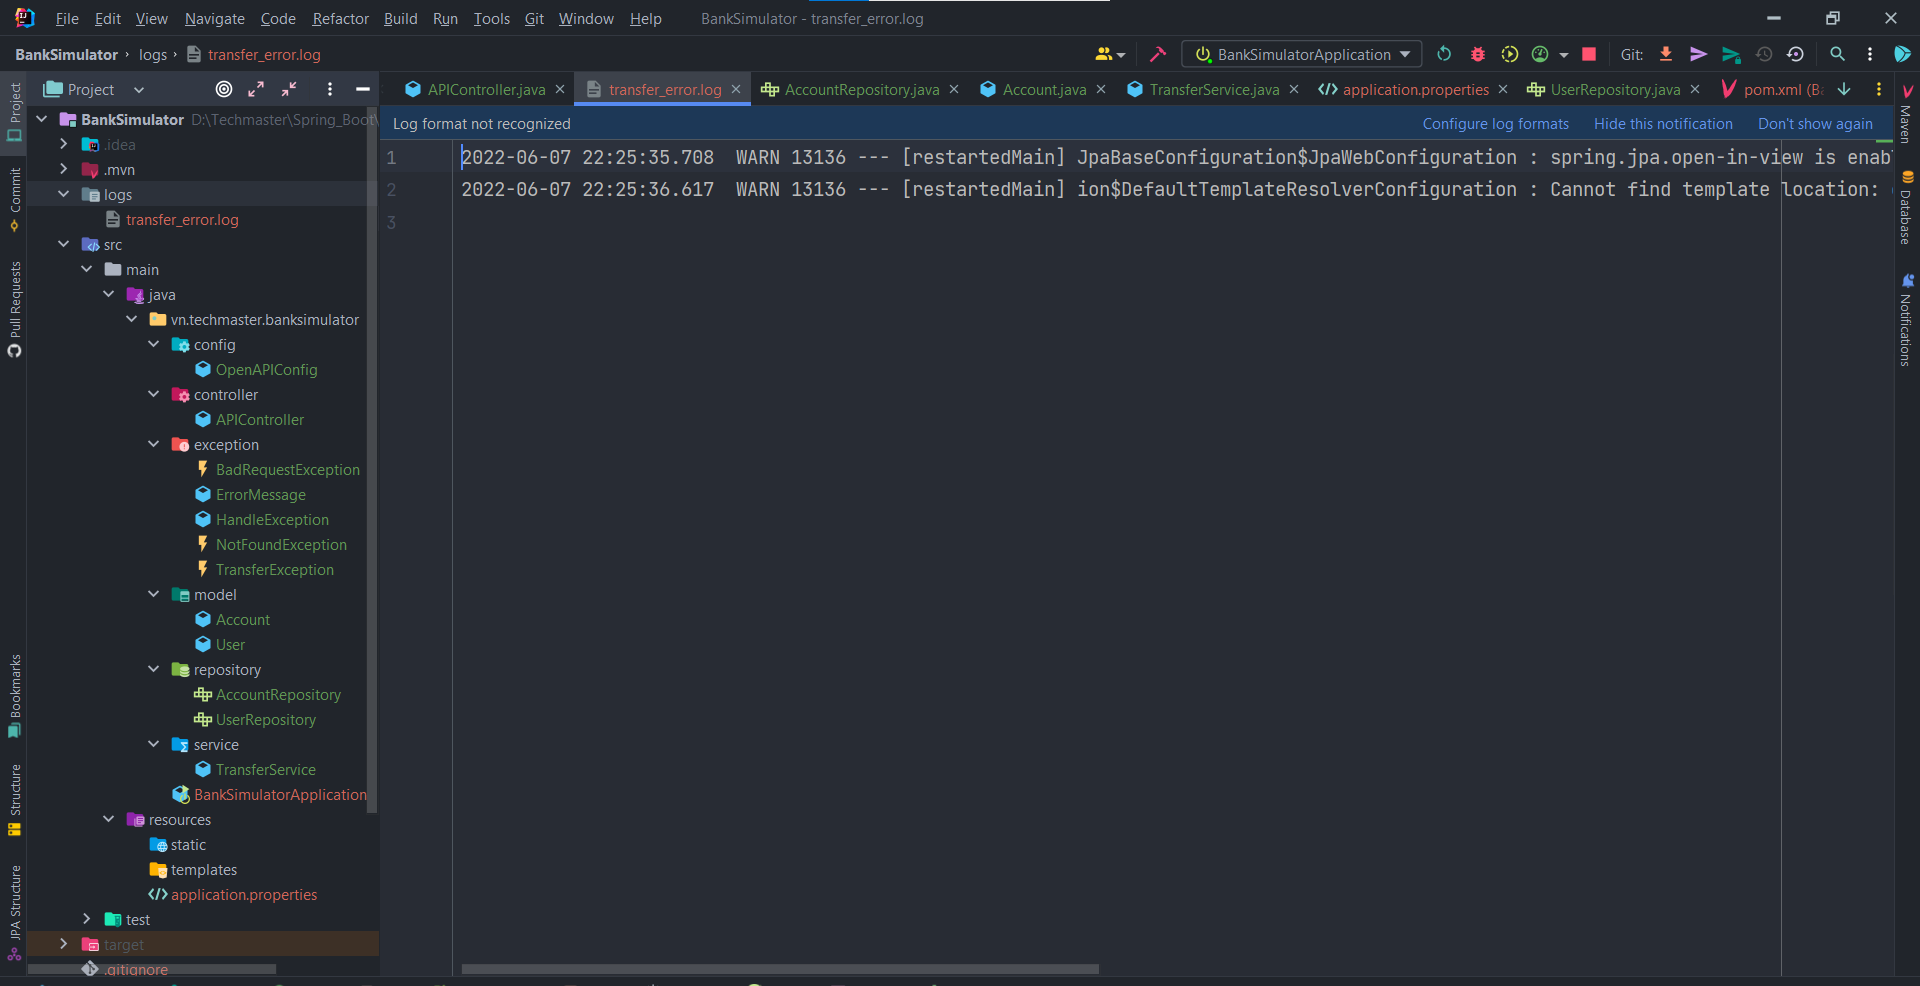 File Edit View Navigate Code Refactor Build Run Tools Git Window Help BankSimulator - transfer_error.log
BankSimulator › logs › transfer_error.log
BankSimulatorApplication
Git:
Project
APIController.java
transfer_error.log
AccountRepository.java
Account.java
TransferService.java
application.properties
UserRepository.java
pom.xml
Log format not recognized
Configure log formats
Hide this notification
Don't show again
1 2022-06-07 22:25:35.708  WARN 13136 --- [restartedMain] JpaBaseConfiguration$JpaWebConfiguration : spring.jpa.open-in-view is enab
2 2022-06-07 22:25:36.617  WARN 13136 --- [restartedMain] ion$DefaultTemplateResolverConfiguration : Cannot find template location:
3
BankSimulator D:\Techmaster\Spring_Boot\
.idea
.mvn
logs
transfer_error.log
src
main
java
vn.techmaster.banksimulator
config
OpenAPIConfig
controller
APIController
exception
BadRequestException
ErrorMessage
HandleException
NotFoundException
TransferException
model
Account
User
repository
AccountRepository
UserRepository
service
TransferService
BankSimulatorApplication
resources
static
templates
application.properties
test
target
.gitignore
Project
Commit
Pull Requests
Bookmarks
Structure
JPA Structure
Maven
Database
Notifications